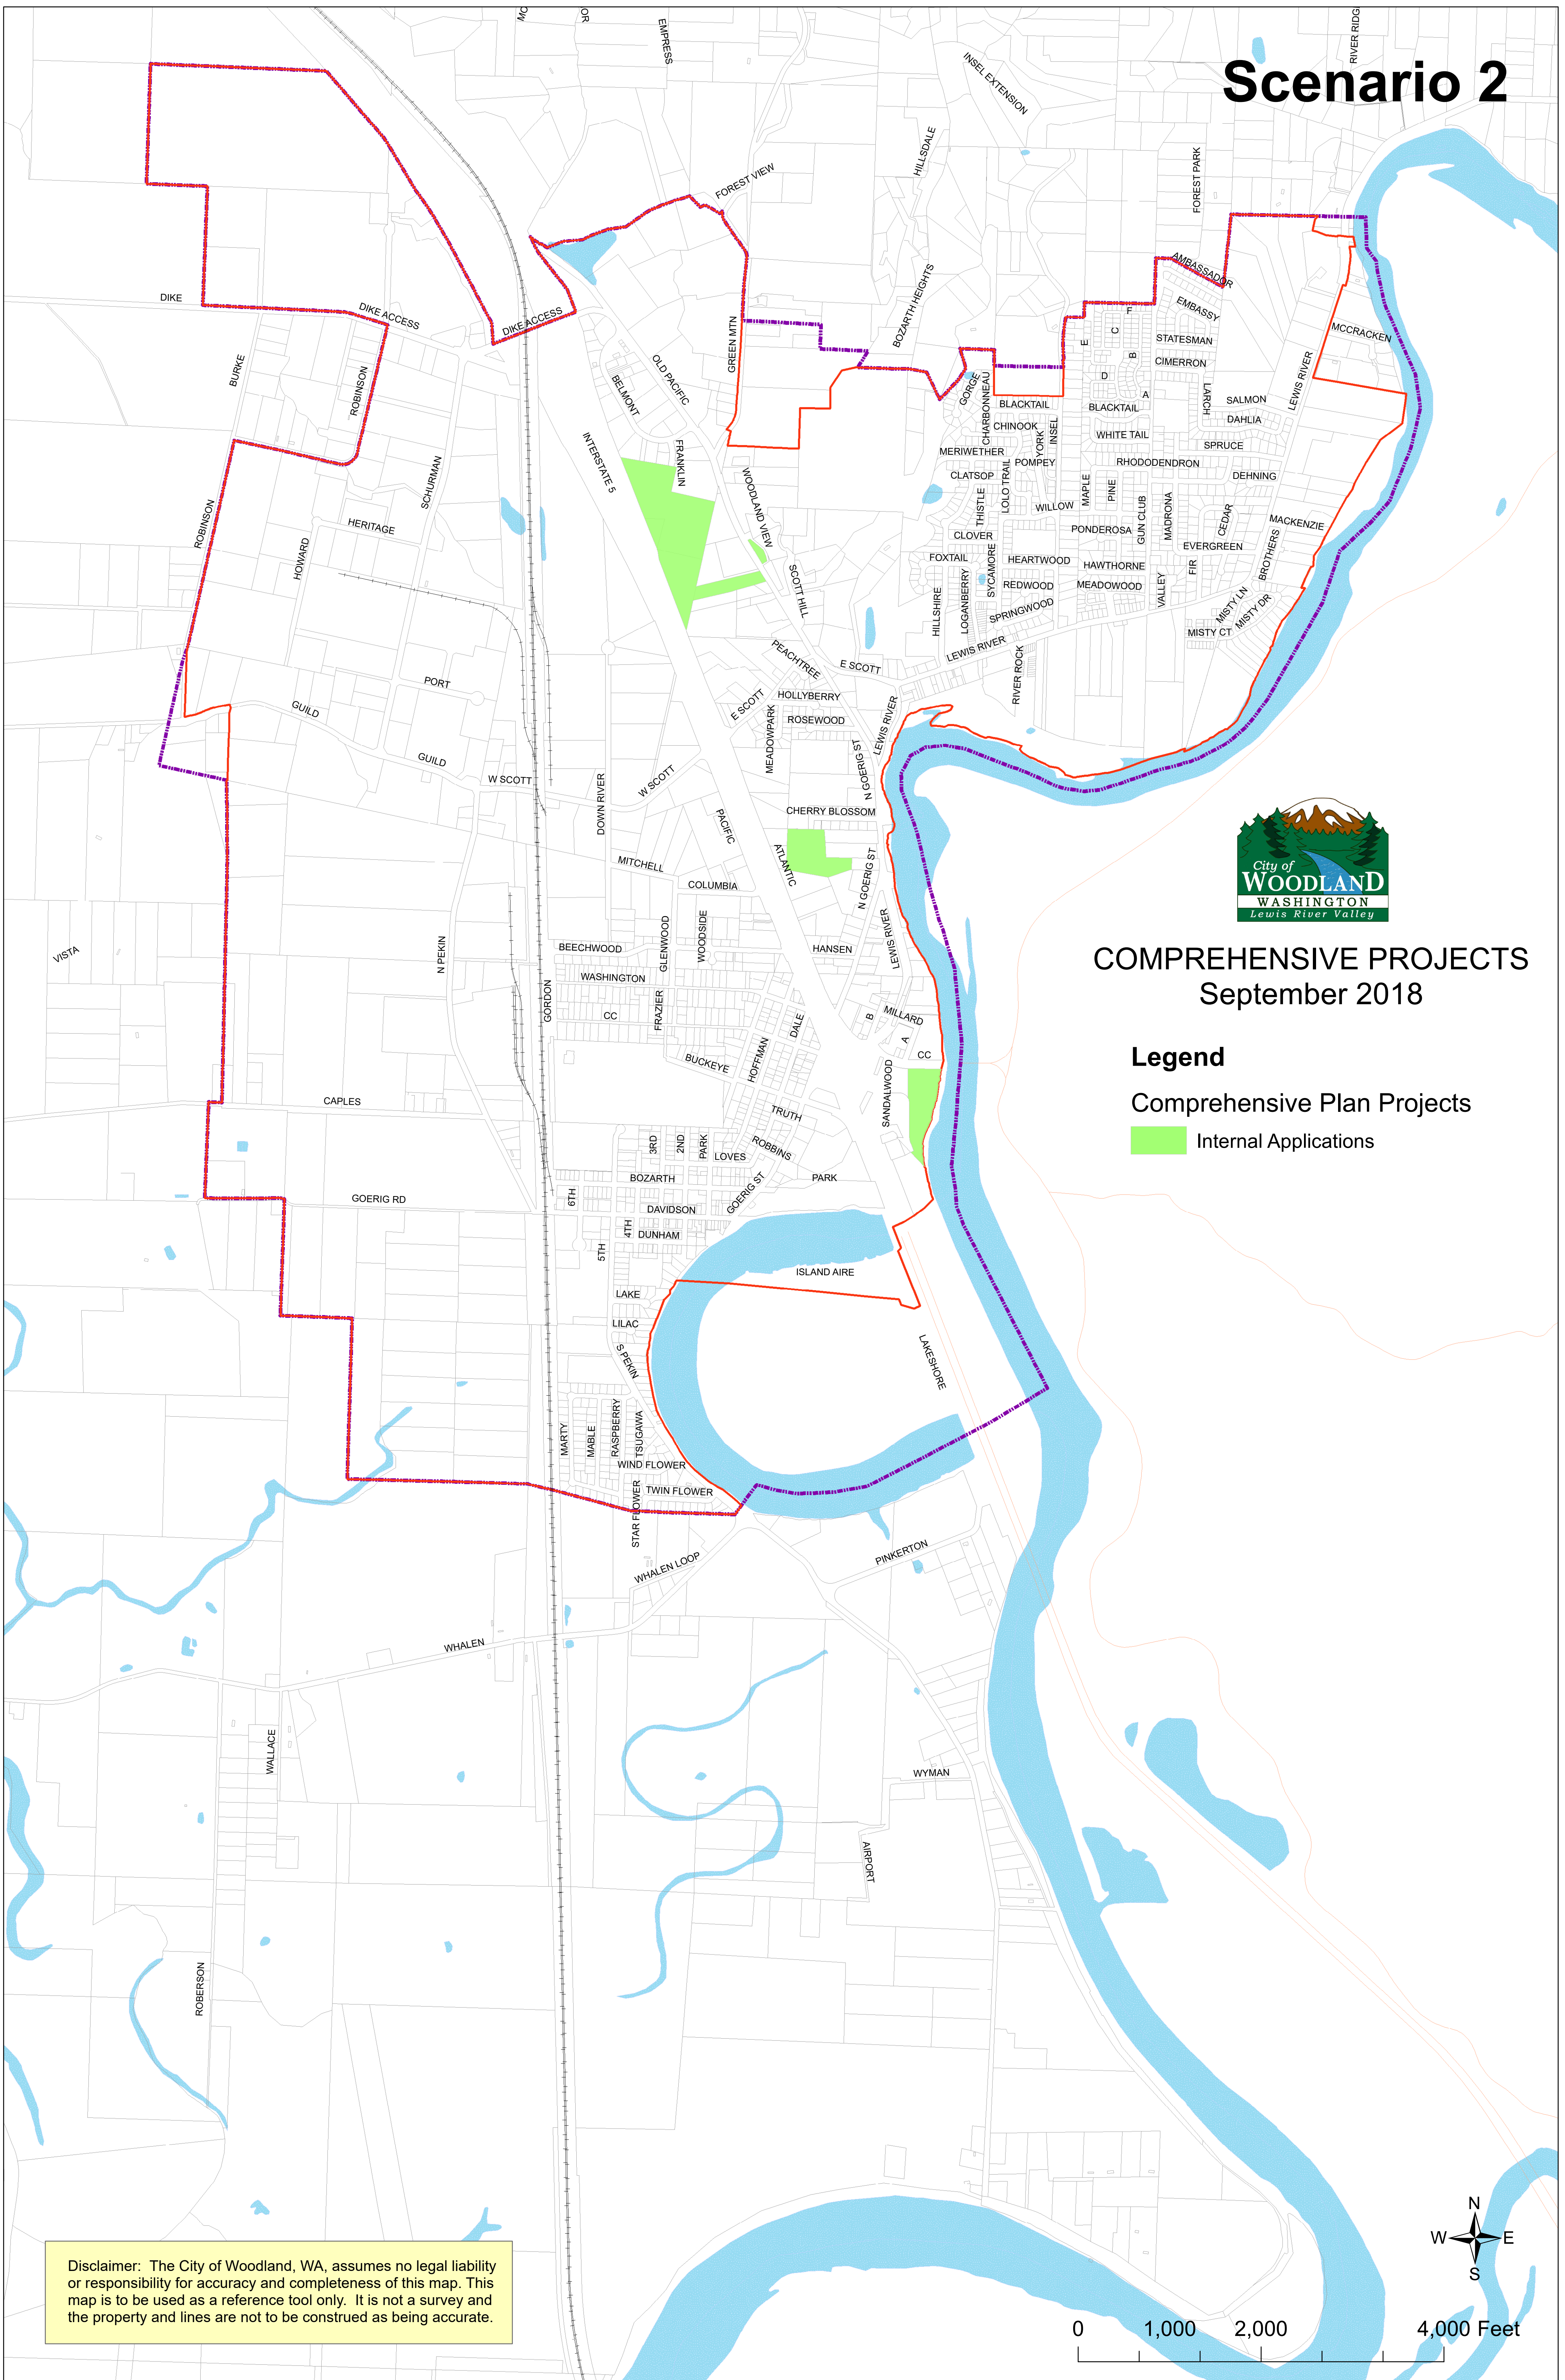 MC
OR
EMPRESS
INSEL EXTENSION
RIVER RIDG
Scenario 2
HILLSDALE
FOREST PARK
FOREST VIEW
AMBASSADOR
BOZARTH HEIGHTS
DIKE
DIKE ACCESS
DIKE ACCESS
EMBASSY
F
C
E
B
STATESMAN
MCCRACKEN
GREEN MTN
CIMERRON
BURKE
OLD PACIFIC
ROBINSON
BELMONT
D
A
GORGE
CHARBONNEAU
LEWIS RIVER
LARCH
SALMON
BLACKTAIL
BLACKTAIL
DAHLIA
CHINOOK
YORK
INSEL
WHITE TAIL
SPRUCE
INTERSTATE 5
FRANKLIN
MERIWETHER
POMPEY
RHODODENDRON
SCHURMAN
CLATSOP
LOLO TRAIL
DEHNING
WOODLAND VIEW
THISTLE
WILLOW
MAPLE
PINE
GUN CLUB
MADRONA
CEDAR
MACKENZIE
ROBINSON
HERITAGE
HOWARD
CLOVER
PONDEROSA
EVERGREEN
BROTHERS
FOXTAIL
SYCAMORE
HEARTWOOD
HAWTHORNE
FIR
SCOTT HILL
HILLSHIRE
LOGANBERRY
REDWOOD
MEADOWOOD
VALLEY
SPRINGWOOD
MISTY LN
MISTY DR
MISTY CT
LEWIS RIVER
PEACHTREE
E SCOTT
RIVER ROCK
PORT
E SCOTT
HOLLYBERRY
GUILD
MEADOWPARK
ROSEWOOD
LEWIS RIVER
GUILD
N GOERIG ST
W SCOTT
W SCOTT
DOWN RIVER
CHERRY BLOSSOM
PACIFIC
ATLANTIC
MITCHELL
COLUMBIA
N GOERIG ST
City of
WOODLAND
WASHINGTON
Lewis River Valley
VISTA
N PEKIN
BEECHWOOD
GLENWOOD
WOODSIDE
HANSEN
LEWIS RIVER
COMPREHENSIVE PROJECTS
September 2018
WASHINGTON
GORDON
CC
FRAZIER
DALE
B
MILLARD
A
CC
BUCKEYE
HOFFMAN
SANDALWOOD
Legend
Comprehensive Plan Projects
Internal Applications
CAPLES
TRUTH
3RD
2ND
PARK
LOVES
ROBBINS
BOZARTH
PARK
GOERIG RD
6TH
DAVIDSON
GOERIG ST
4TH
DUNHAM
5TH
ISLAND AIRE
LAKE
LILAC
S PEKIN
LAKESHORE
MARTY
MABLE
RASPBERRY
TSUGAWA
WIND FLOWER
TWIN FLOWER
STAR FLOWER
WHALEN LOOP
PINKERTON
WHALEN
WALLACE
WYMAN
AIRPORT
ROBERSON
N
W
E
S
Disclaimer: The City of Woodland, WA, assumes no legal liability
or responsibility for accuracy and completeness of this map. This
map is to be used as a reference tool only. It is not a survey and
the property and lines are not to be construed as being accurate.
0 1,000 2,000 4,000 Feet